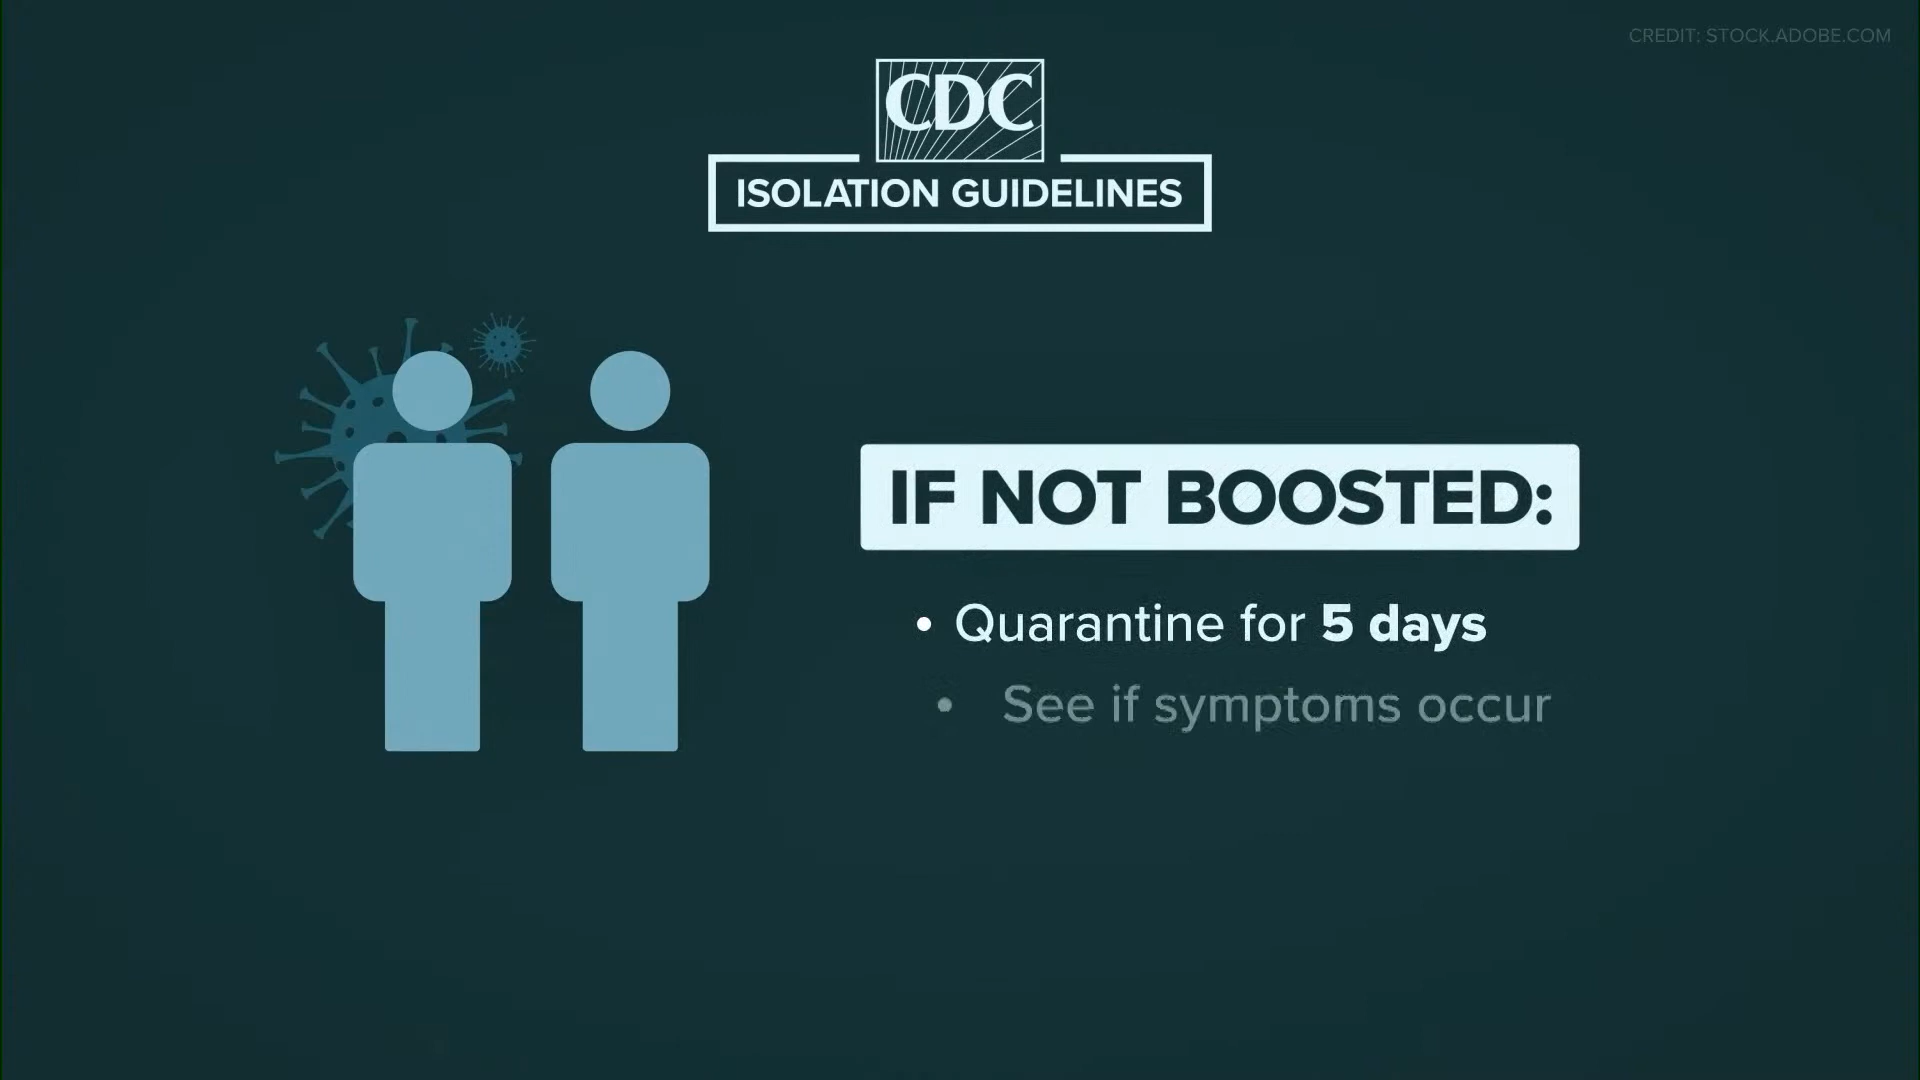 CREDIT: STOCK.ADOBE.COM
CDC
ISOLATION GUIDELINES
IF NOT BOOSTED:
• Quarantine for 5 days
• See if symptoms occur